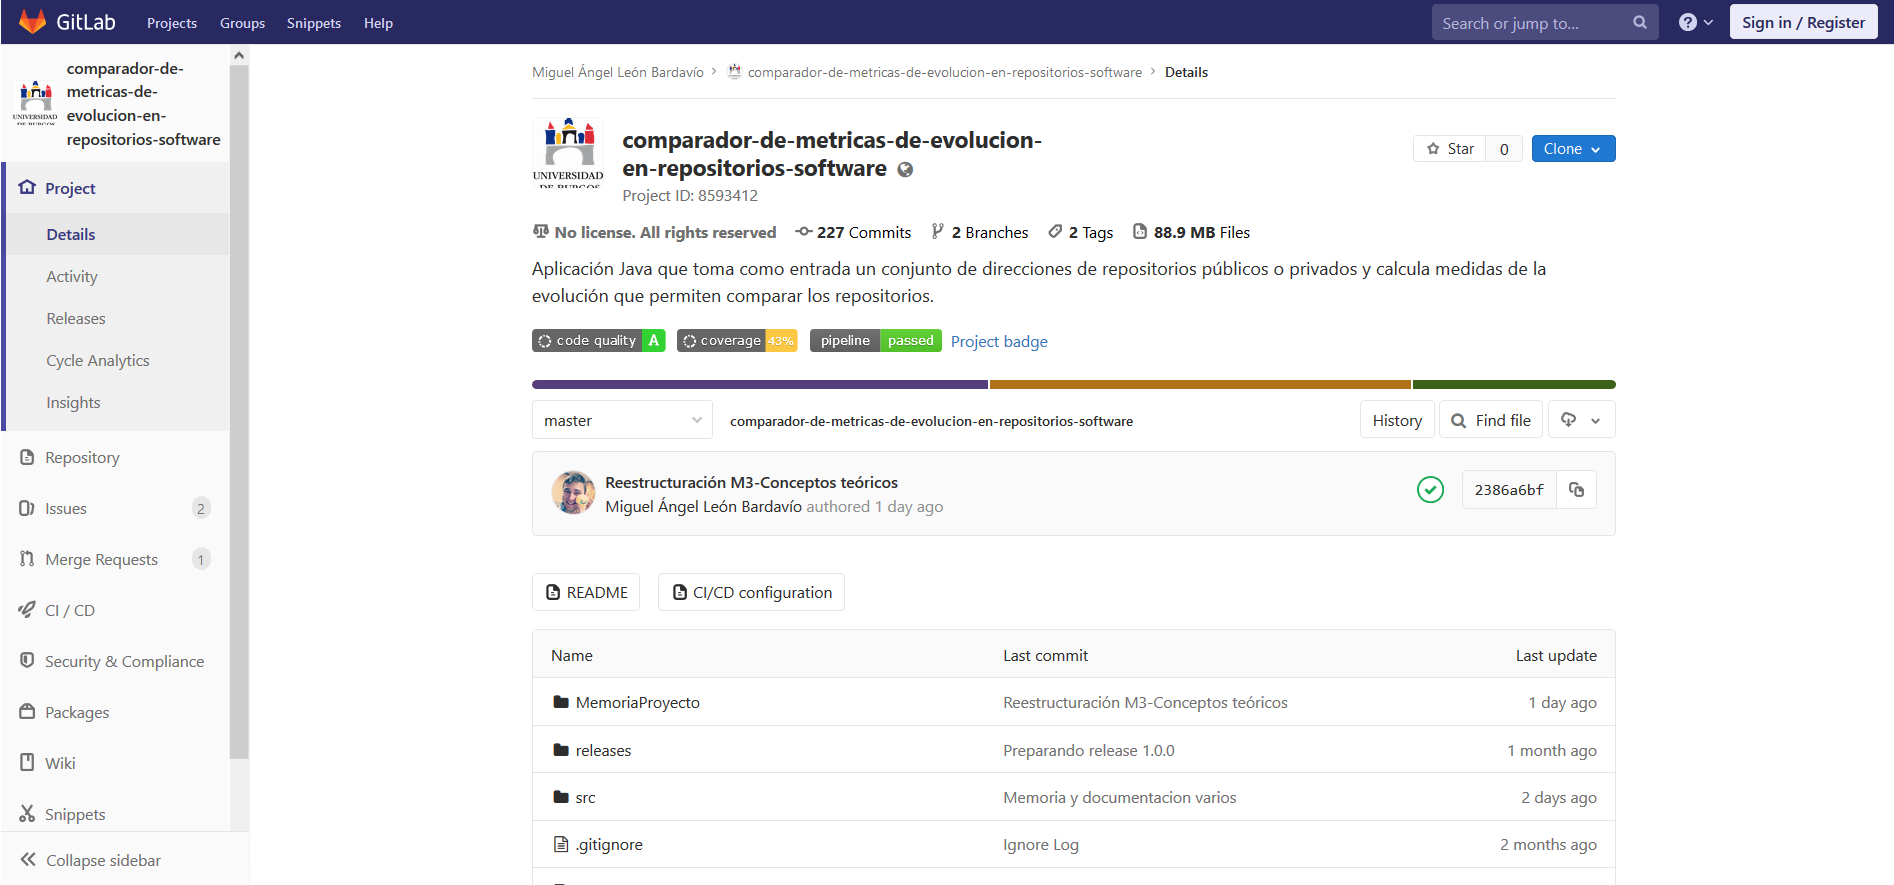 GitLab Projects Groups Snippets Help Search or jump to... Sign in / Register
comparador-de-
metricas-de-
evolucion-en-
repositorios-software
UNIVERSIDAD
DE BURGOS
Project
Details
Activity
Releases
Cycle Analytics
Insights
Repository
Issues 2
Merge Requests 1
CI / CD
Security & Compliance
Packages
Wiki
Snippets
Collapse sidebar
Miguel Ángel León Bardavío > comparador-de-metricas-de-evolucion-en-repositorios-software > Details
UNIVERSIDAD
DE BURGOS
comparador-de-metricas-de-evolucion-
en-repositorios-software
Project ID: 8593412
Star 0 Clone
No license. All rights reserved 227 Commits 2 Branches 2 Tags 88.9 MB Files
Aplicación Java que toma como entrada un conjunto de direcciones de repositorios públicos o privados y calcula medidas de la
evolución que permiten comparar los repositorios.
code quality A coverage 43% pipeline passed Project badge
master comparador-de-metricas-de-evolucion-en-repositorios-software History Find file
Reestructuración M3-Conceptos teóricos
Miguel Ángel León Bardavío authored 1 day ago
2386a6bf
README CI/CD configuration
Name Last commit Last update
MemoriaProyecto Reestructuración M3-Conceptos teóricos 1 day ago
releases Preparando release 1.0.0 1 month ago
src Memoria y documentacion varios 2 days ago
.gitignore Ignore Log 2 months ago